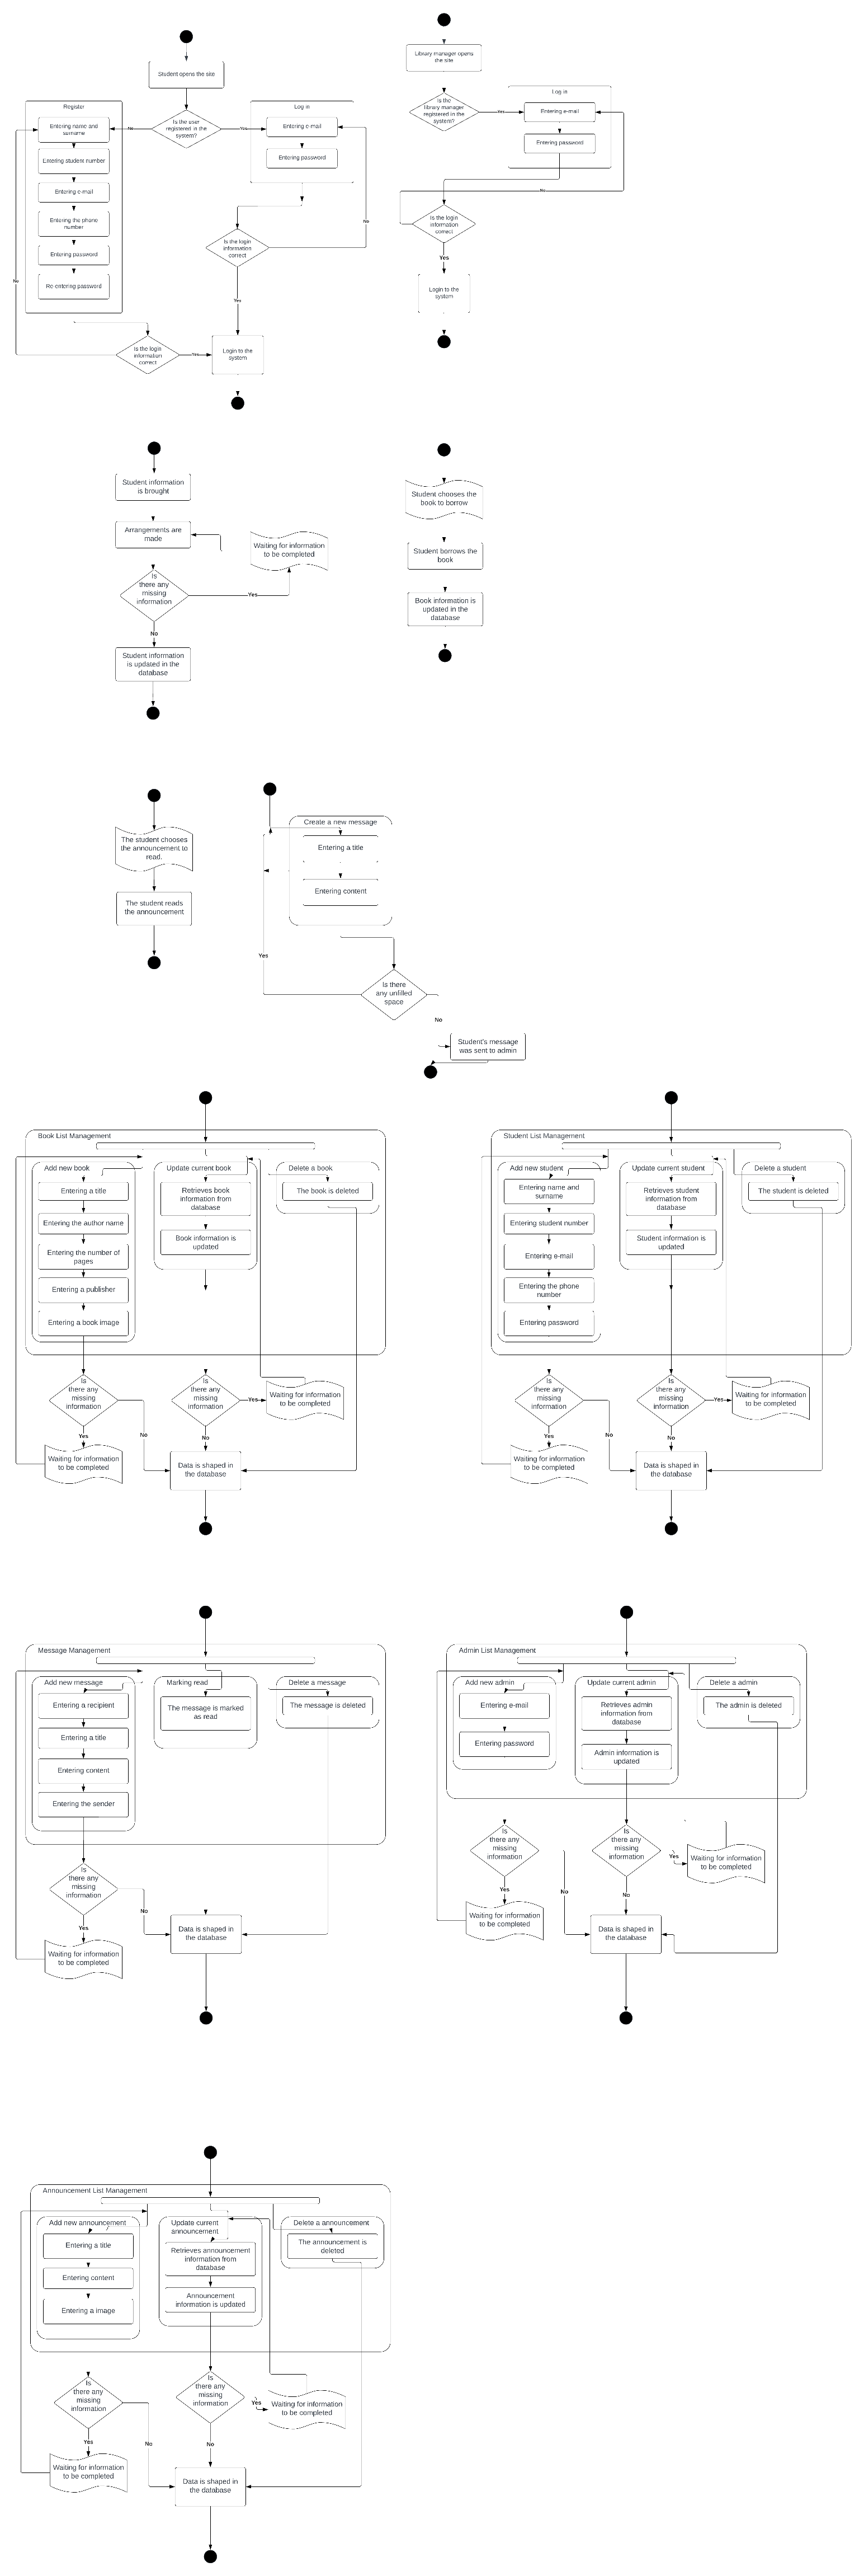 Student opens the site
Register
Entering name and
surname
Entering student number
Entering e-mail
Entering the phone
number
Entering password
Re-entering password
No
Is the user
registered in the
system?
No
Yes
Log in
Entering e-mail
Entering password
No
Is the login
information
correct
Yes
Is the login
information
correct
Yes
Login to the
system
Library manager opens
the site
Is the
library manager
registered in the
system?
Yes
Log in
Entering e-mail
Entering password
No
Is the login
information
correct
Yes
Login to the
system
Student information
is brought
Arrangements are
made
Waiting for information
to be completed
Is
there any
missing
information
Yes
No
Student information
is updated in the
database
Student chooses the
book to borrow
Student borrows the
book
Book information is
updated in the
database
The student chooses
the announcement to
read.
The student reads
the announcement
Create a new message
Entering a title
Entering content
Yes
Is there
any unfilled
space
No
Student's message
was sent to admin
Book List Management
Add new book
Entering a title
Entering the author name
Entering the number of
pages
Entering a publisher
Entering a book image
Update current book
Retrieves book
information from
database
Book information is
updated
Delete a book
The book is deleted
Is
there any
missing
information
Yes
No
Waiting for information
to be completed
Is
there any
missing
information
Yes
No
Waiting for information
to be completed
Data is shaped in
the database
Student List Management
Add new student
Entering name and
surname
Entering student number
Entering e-mail
Entering the phone
number
Entering password
Update current student
Retrieves student
information from
database
Student information is
updated
Delete a student
The student is deleted
Is
there any
missing
information
Yes
No
Waiting for information
to be completed
Is
there any
missing
information
Yes
No
Waiting for information
to be completed
Data is shaped in
the database
Message Management
Add new message
Entering a recipient
Entering a title
Entering content
Entering the sender
Marking read
The message is marked
as read
Delete a message
The message is deleted
Is
there any
missing
information
Yes
No
Waiting for information
to be completed
Data is shaped in
the database
Admin List Management
Add new admin
Entering e-mail
Entering password
Update current admin
Retrieves admin
information from
database
Admin information is
updated
Delete a admin
The admin is deleted
Is
there any
missing
information
Yes
No
Waiting for information
to be completed
Is
there any
missing
information
Yes
No
Waiting for information
to be completed
Data is shaped in
the database
Announcement List Management
Add new announcement
Entering a title
Entering content
Entering a image
Update current
announcement
Retrieves announcement
information from
database
Announcement
information is updated
Delete a announcement
The announcement is
deleted
Is
there any
missing
information
Yes
No
Waiting for information
to be completed
Is
there any
missing
information
Yes
No
Waiting for information
to be completed
Data is shaped in
the database